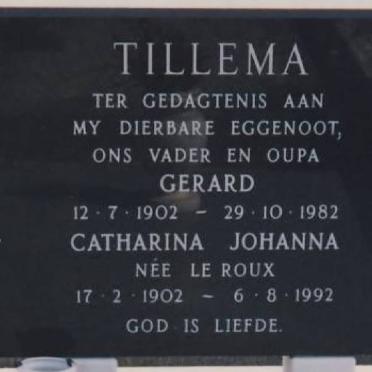 TILLEMA
TER GEDAGTENIS AAN
MY DIERBARE EGGENOOT,
ONS VADER EN OUPA
GERARD
12 · 7 · 1902 – 29 · 10 · 1982
CATHARINA JOHANNA
NÉE LE ROUX
17 · 2 · 1902 ~ 6 · 8 · 1992
GOD IS LIEFDE.